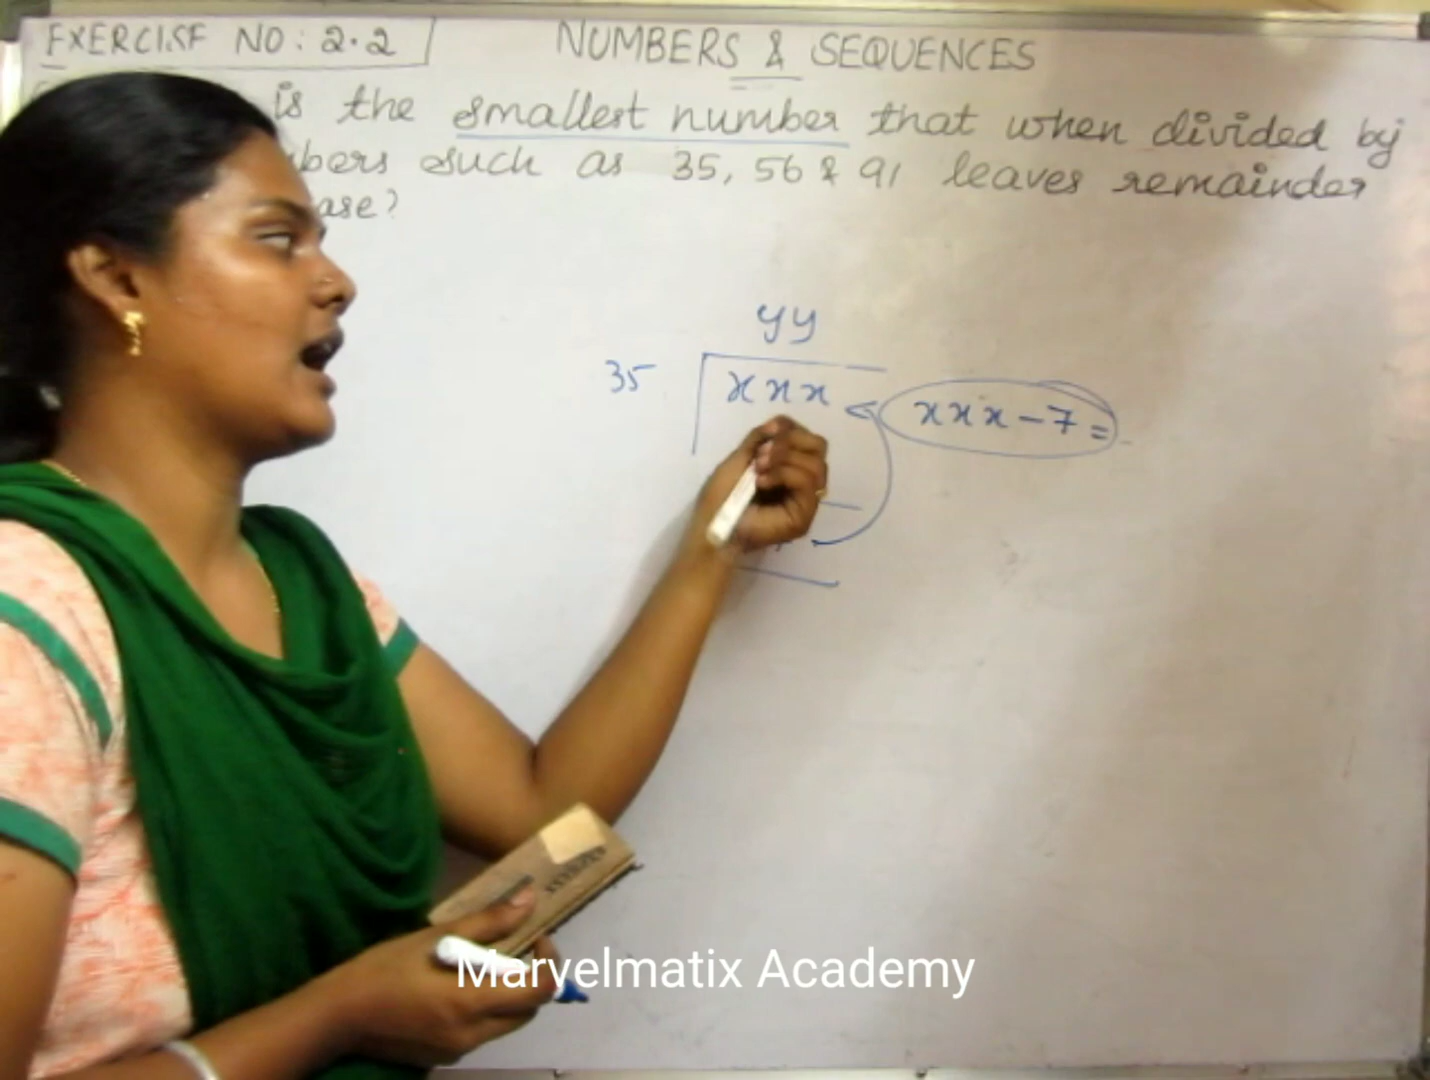 EXERCISE NO: 2.2
NUMBERS & SEQUENCES
is the smallest number that when divided by
bers such as 35, 56 & 91 leaves remainder
ase?
yy
35
xxx
xxx-7=
Marvelmatix Academy